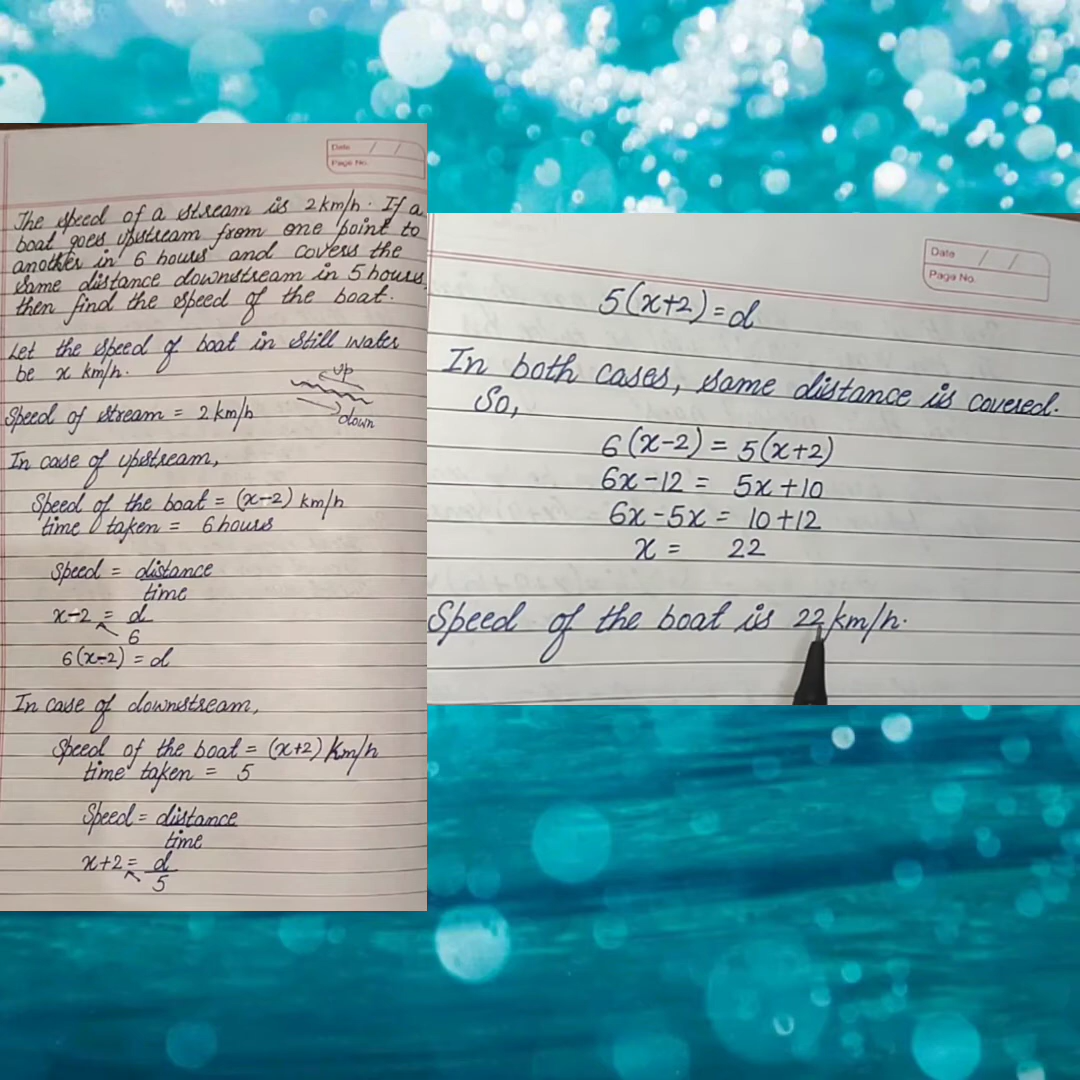 Date / /
Page No.
The speed of a stream is 2 km/h. If a
boat goes upstream from one point to
another in 6 hours and covers the
same distance downstream in 5 hours,
then find the speed of the boat.
Let the speed of boat in still water
be x km/h.
up
down
Speed of stream = 2 km/h
In case of upstream,
Speed of the boat = (x-2) km/h
time taken = 6 hours
Speed = distance
time
x-2 = d
6
6(x-2) = d
In case of downstream,
Speed of the boat = (x+2) km/h
time taken = 5
Speed = distance
time
x+2 = d
5
Date / /
Page No.
5(x+2) = d
In both cases, same distance is covered.
So,
6(x-2) = 5(x+2)
6x-12 = 5x+10
6x-5x = 10+12
x = 22
Speed of the boat is 22 km/h.